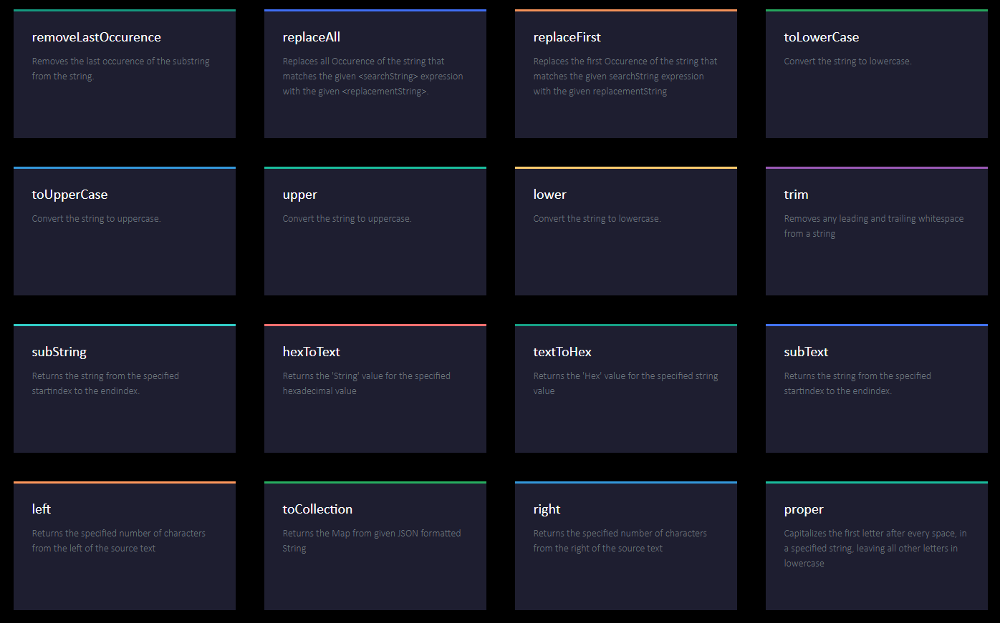 removeLastOccurence
Removes the last occurence of the substring
from the string.
replaceAll
Replaces all Occurence of the string that
matches the given <searchString> expression
with the given <replacementString>.
replaceFirst
Replaces the first Occurence of the string that
matches the given searchString expression
with the given replacementString
toLowerCase
Convert the string to lowercase.
toUpperCase
Convert the string to uppercase.
upper
Convert the string to uppercase.
lower
Convert the string to lowercase.
trim
Removes any leading and trailing whitespace
from a string
subString
Returns the string from the specified
startindex to the endindex.
hexToText
Returns the 'String' value for the specified
hexadecimal value
textToHex
Returns the 'Hex' value for the specified string
value
subText
Returns the string from the specified
startindex to the endindex.
left
Returns the specified number of characters
from the left of the source text
toCollection
Returns the Map from given JSON formatted
String
right
Returns the specified number of characters
from the right of the source text
proper
Capitalizes the first letter after every space, in
a specified string, leaving all other letters in
lowercase